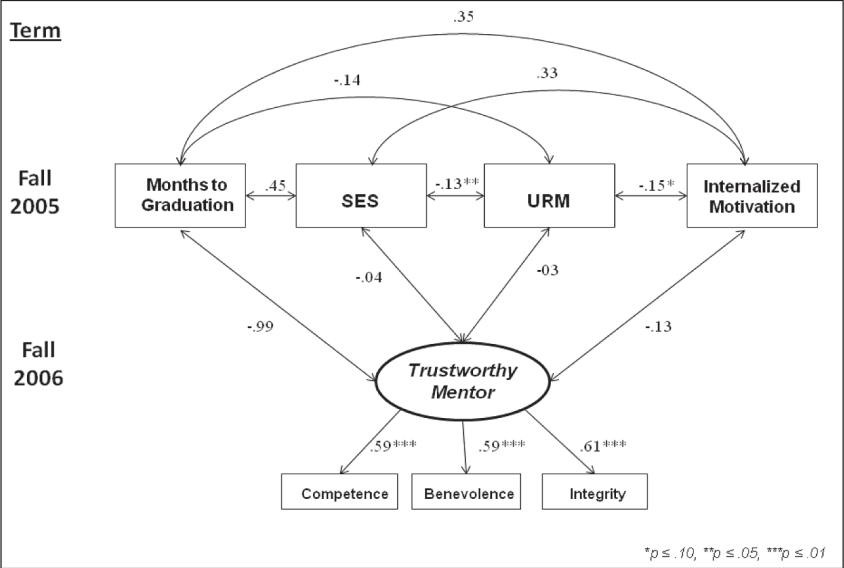 Term
.35
-.14
.33
Fall
2005
Months to
Graduation
.45
SES
-.13**
URM
-.15*
Internalized
Motivation
-.04
-03
-.99
-.13
Fall
2006
Trustworthy
Mentor
.59***
.59***
.61***
Competence
Benevolence
Integrity
*p ≤ .10, **p ≤ .05, ***p ≤ .01